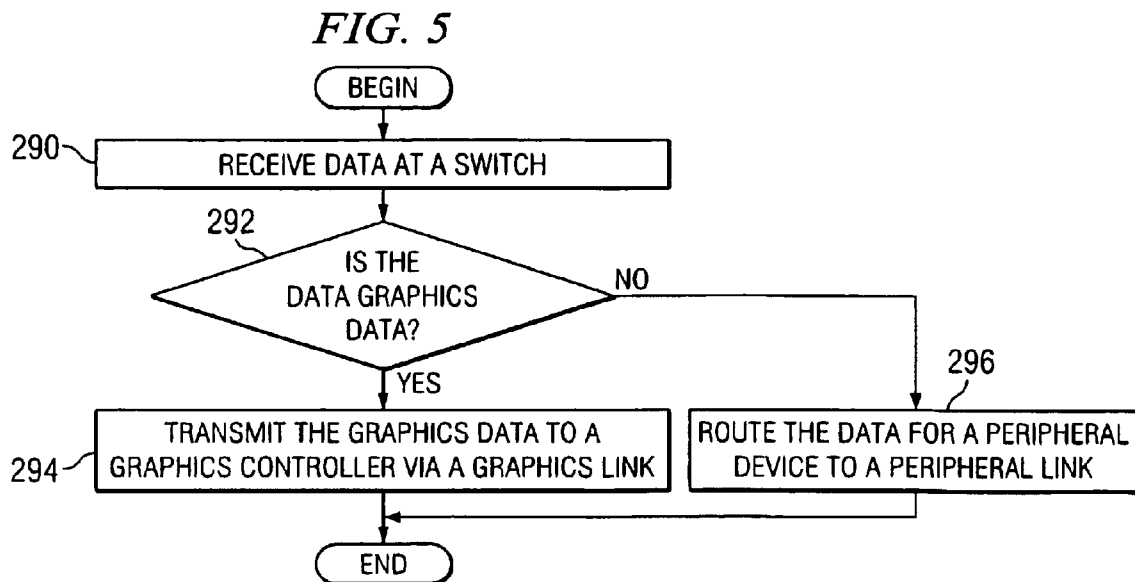 FIG. 5
BEGIN
290
RECEIVE DATA AT A SWITCH
292
IS THE
DATA GRAPHICS
DATA?
NO
YES
296
294
TRANSMIT THE GRAPHICS DATA TO A
GRAPHICS CONTROLLER VIA A GRAPHICS LINK
ROUTE THE DATA FOR A PERIPHERAL
DEVICE TO A PERIPHERAL LINK
END